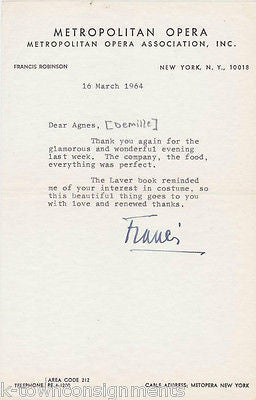 METROPOLITAN OPERA
METROPOLITAN OPERA ASSOCIATION, INC.
FRANCIS ROBINSON
NEW YORK, N. Y., 10018
16 March 1964
Dear Agnes, [Demille]
Thank you again for the
glamorous and wonderful evening
last week. The company, the food,
everything was perfect.
The Laver book reminded
me of your interest in costume, so
this beautiful thing goes to you
with love and renewed thanks.
Francis
k-townconsignments
TELEPHONE
AREA CODE 212
CABLE ADDRESS, METOPERA NEW YORK